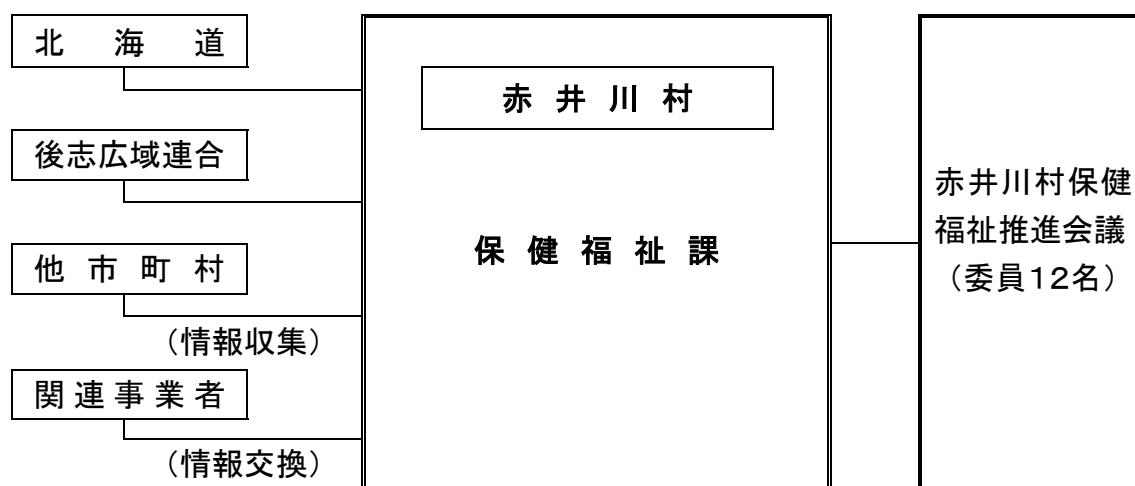 北海道
後志広域連合
他市町村
（情報収集）
関連事業者
（情報交換）
赤井川村
保健福祉課
赤井川村保健
福祉推進会議
（委員12名）